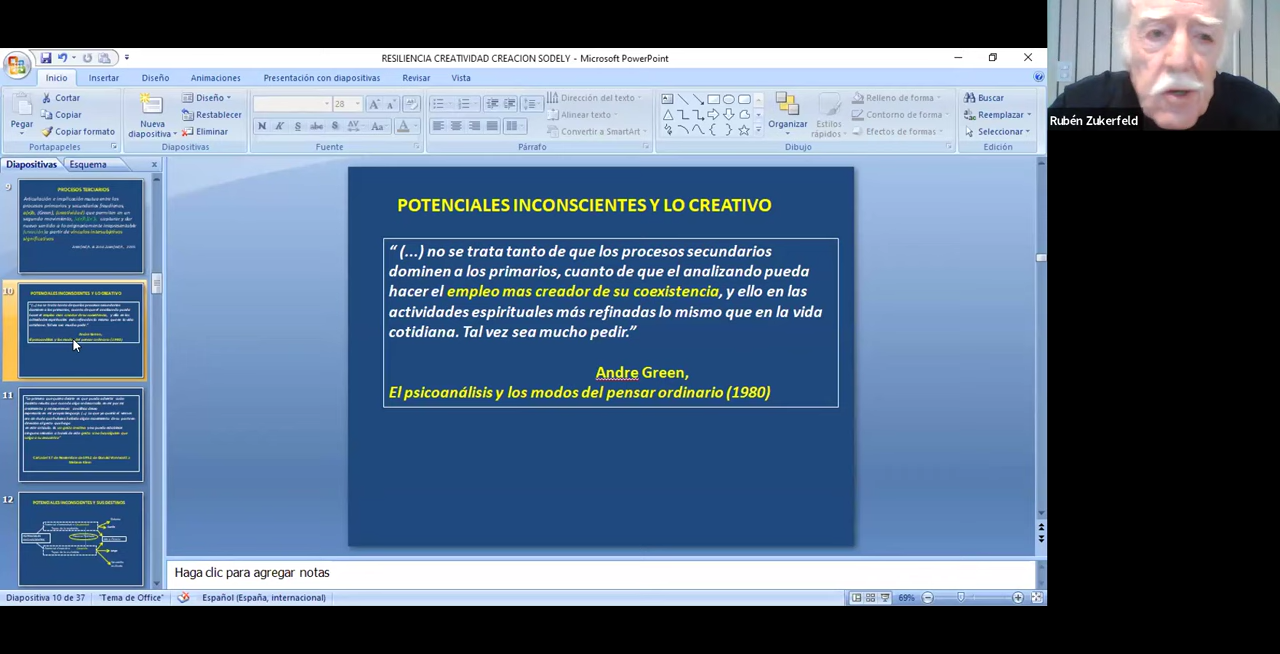 RESILIENCIA CREATIVIDAD CREACION SODELY - Microsoft PowerPoint
Inicio Insertar Diseño Animaciones Presentación con diapositivas Revisar Vista
Cortar
Copiar
Copiar formato
Pegar
Portapapeles
Nueva
diapositiva
Diseño
Restablecer
Eliminar
Diapositivas
28
Fuente
Dirección del texto
Alinear texto
Convertir a SmartArt
Párrafo
Organizar
Estilos
rápidos
Relleno de forma
Contorno de forma
Efectos de formas
Dibujo
Buscar
Reemplazar
Seleccionar
Edición
Rubén Zukerfeld
Diapositivas Esquema
9
PROCESOS TERCIARIOS
10
POTENCIALES INCONSCIENTES Y LO CREATIVO
11
12
POTENCIALES INCONSCIENTES Y SUS DESTINOS
POTENCIALES INCONSCIENTES Y LO CREATIVO
“ (...) no se trata tanto de que los procesos secundarios
dominen a los primarios, cuanto de que el analizando pueda
hacer el empleo mas creador de su coexistencia, y ello en las
actividades espirituales más refinadas lo mismo que en la vida
cotidiana. Tal vez sea mucho pedir.”
Andre Green,
El psicoanálisis y los modos del pensar ordinario (1980)
Haga clic para agregar notas
Diapositiva 10 de 37 "Tema de Office" Español (España, internacional) 69%